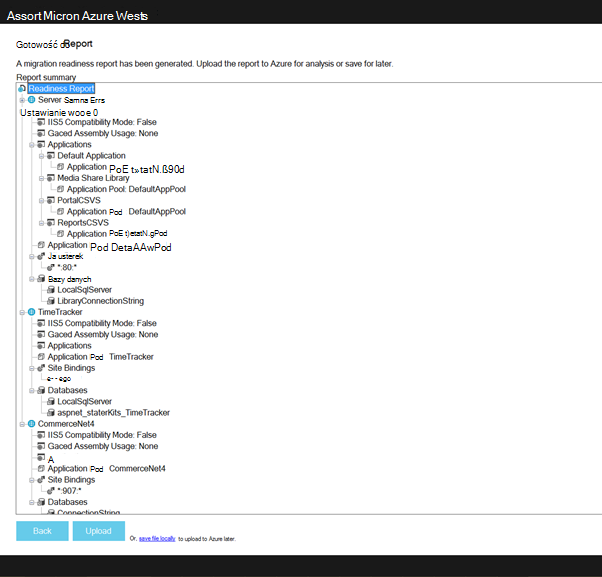 Assort Micron Azure Wests
Gotowość do Report
A migration readiness report has been generated. Upload the report to Azure for analysis or save for later.
Report summary
Readiness Report
Server Samna Errs
Ustawianie wooe 0
IIS5 Compatibility Mode: False
Gaced Assembly Usage: None
Applications
Default Application
Application PoE t»tatN.ß90d
Media Share Library
Application Pool: DefaultAppPool
PortalCSVS
Application Pod DefaultAppPool
ReportsCSVS
Application PoE t)etatN.gPod
Application Pod DetaAAwPod
Ja usterek
*:80:*
Bazy danych
LocalSqlServer
LibraryConnectionString
TimeTracker
IIS5 Compatibility Mode: False
Gaced Assembly Usage: None
Applications
Application Pod TimeTracker
Site Bindings
e-- ego
Databases
LocalSqlServer
aspnet_staterKits_TimeTracker
CommerceNet4
IIS5 Compatibility Mode: False
Gaced Assembly Usage: None
A
Application Pod CommerceNet4
Site Bindings
*:907:*
Databases
ConnectionString
Back Upload Or, save file locally to upload to Azure later.